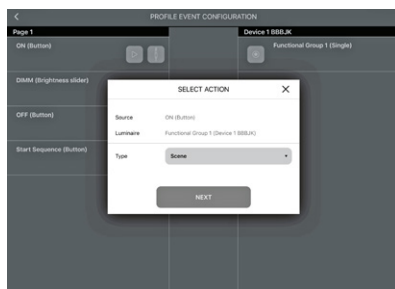 PROFILE EVENT CONFIGURATION
Page 1
Device 1 BBBJK
ON (Button)
Functional Group 1 (Single)
DIMM (Brightness slider)
SELECT ACTION
OFF (Button)
Source ON (Button)
Luminaire Functional Group 1 (Device 1 BBBJK)
Start Sequence (Button)
Type Scene
NEXT